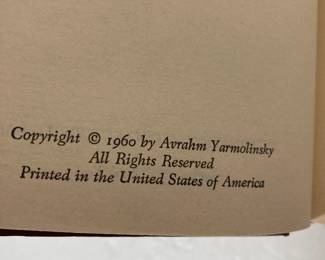 Copyright © 1960 by Avrahm Yarmolinsky
All Rights Reserved
Printed in the United States of America